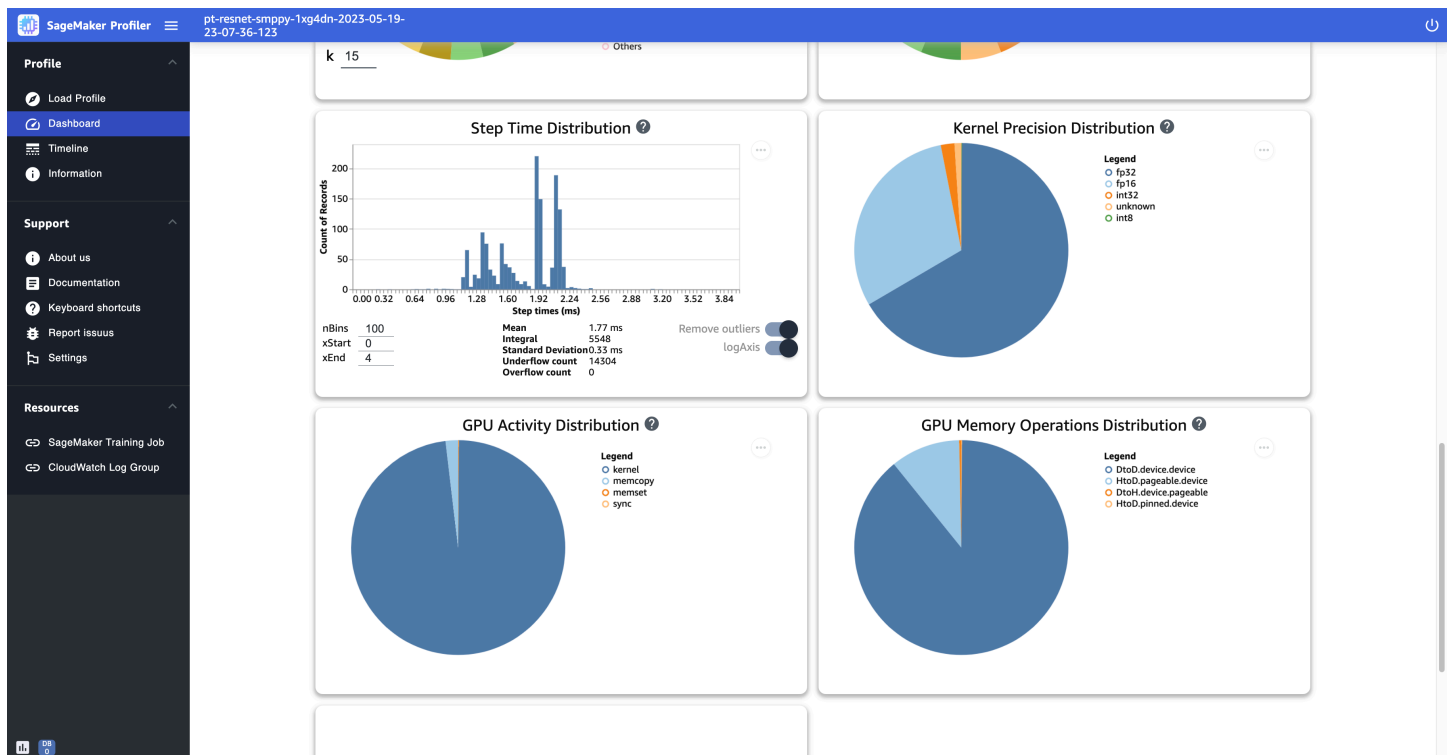 SageMaker Profiler
pt-resnet-smppy-1xg4dn-2023-05-19-
23-07-36-123
Profile
Load Profile
Dashboard
Timeline
Information
Support
About us
Documentation
Keyboard shortcuts
Report issuus
Settings
Resources
SageMaker Training Job
CloudWatch Log Group
DB
0
k 15
Others
Step Time Distribution ?
Count of Records
200
150
100
50
0
0.00 0.32 0.64 0.96 1.28 1.60 1.92 2.24 2.56 2.88 3.20 3.52 3.84
Step times (ms)
nBins 100
xStart 0
xEnd 4
Mean 1.77 ms
Integral 5548
Standard Deviation 0.33 ms
Underflow count 14304
Overflow count 0
Remove outliers
logAxis
Kernel Precision Distribution ?
Legend
fp32
fp16
int32
unknown
int8
GPU Activity Distribution ?
Legend
kernel
memcopy
memset
sync
GPU Memory Operations Distribution ?
Legend
DtoD.device.device
HtoD.pageable.device
DtoH.device.pageable
HtoD.pinned.device